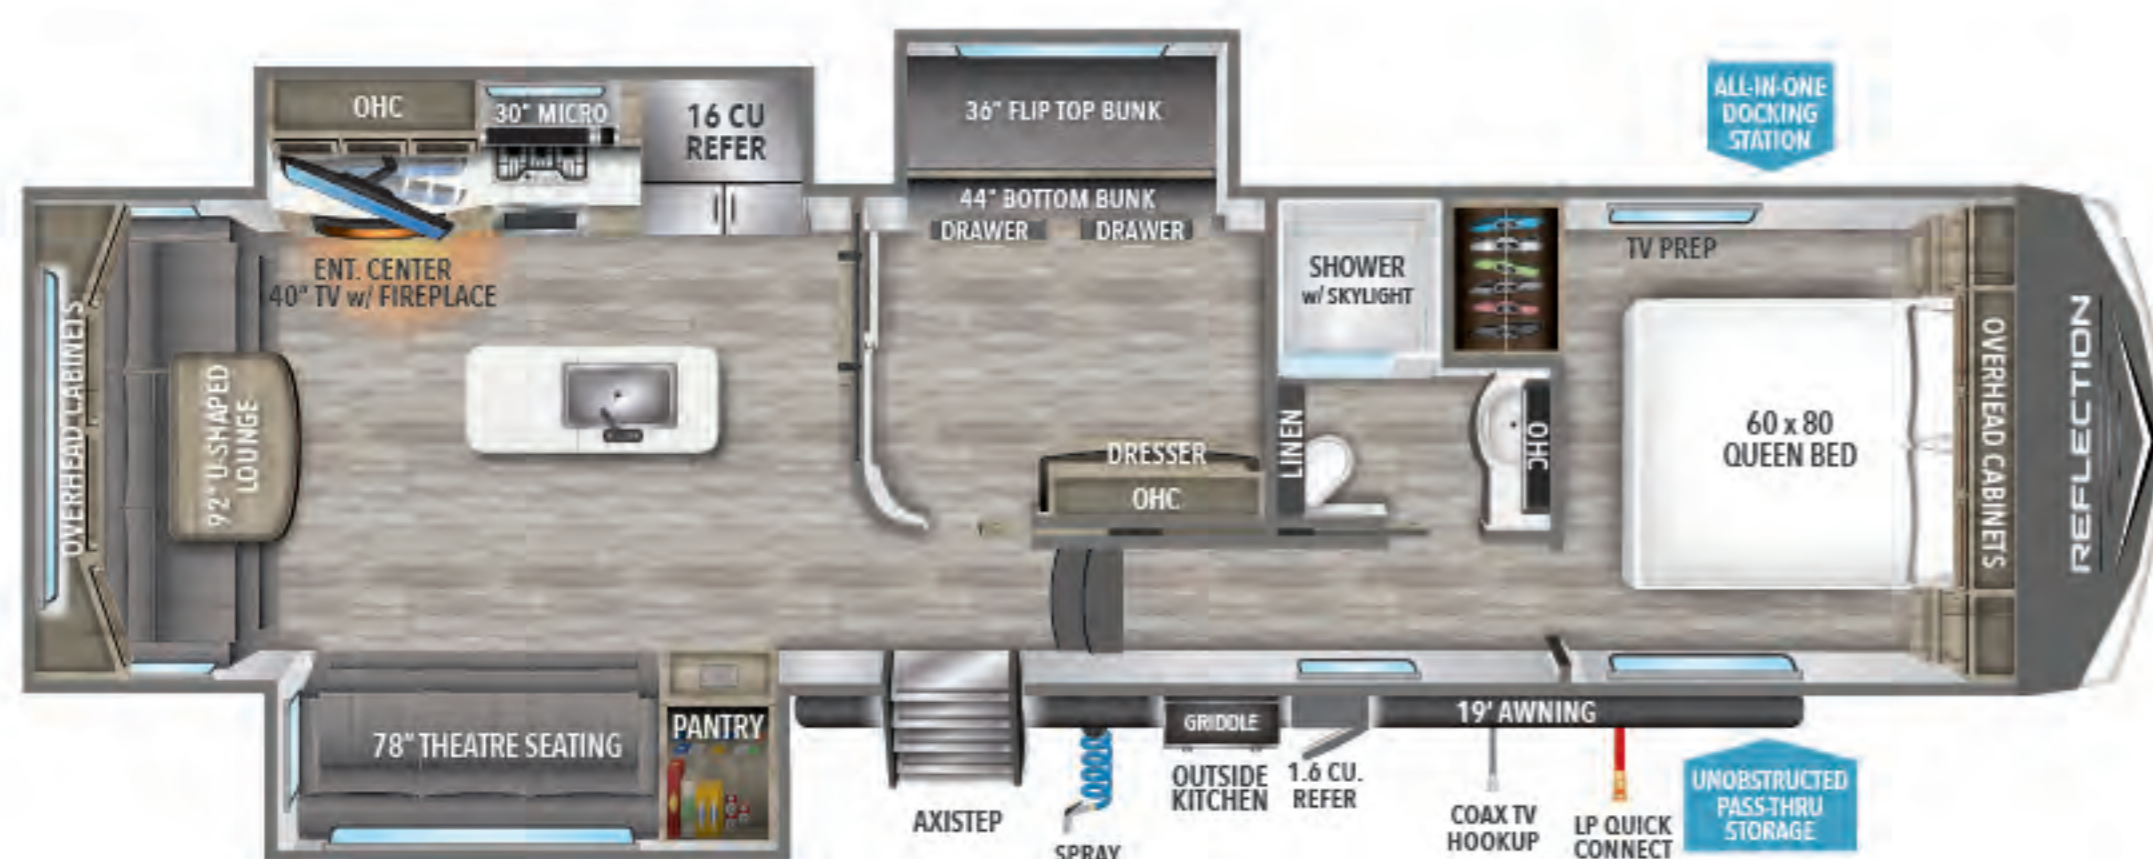 OHC
30" MICRO
16 CU
REFER
36" FLIP TOP BUNK
44" BOTTOM BUNK
DRAWER
DRAWER
ALL-IN-ONE
DOCKING
STATION
ENT. CENTER
40" TV w/ FIREPLACE
SHOWER
w/ SKYLIGHT
TV PREP
OVERHEAD CABINETS
92" U-SHAPED
LOUNGE
DRESSER
OHC
LINEN
OHC
60 x 80
QUEEN BED
OVERHEAD CABINETS
REFLECTION
78" THEATRE SEATING
PANTRY
AXISTEP
SPRAY
GRIDDLE
OUTSIDE
KITCHEN
1.6 CU.
REFER
19' AWNING
COAX TV
HOOKUP
LP QUICK
CONNECT
UNOBSTRUCTED
PASS-THRU
STORAGE